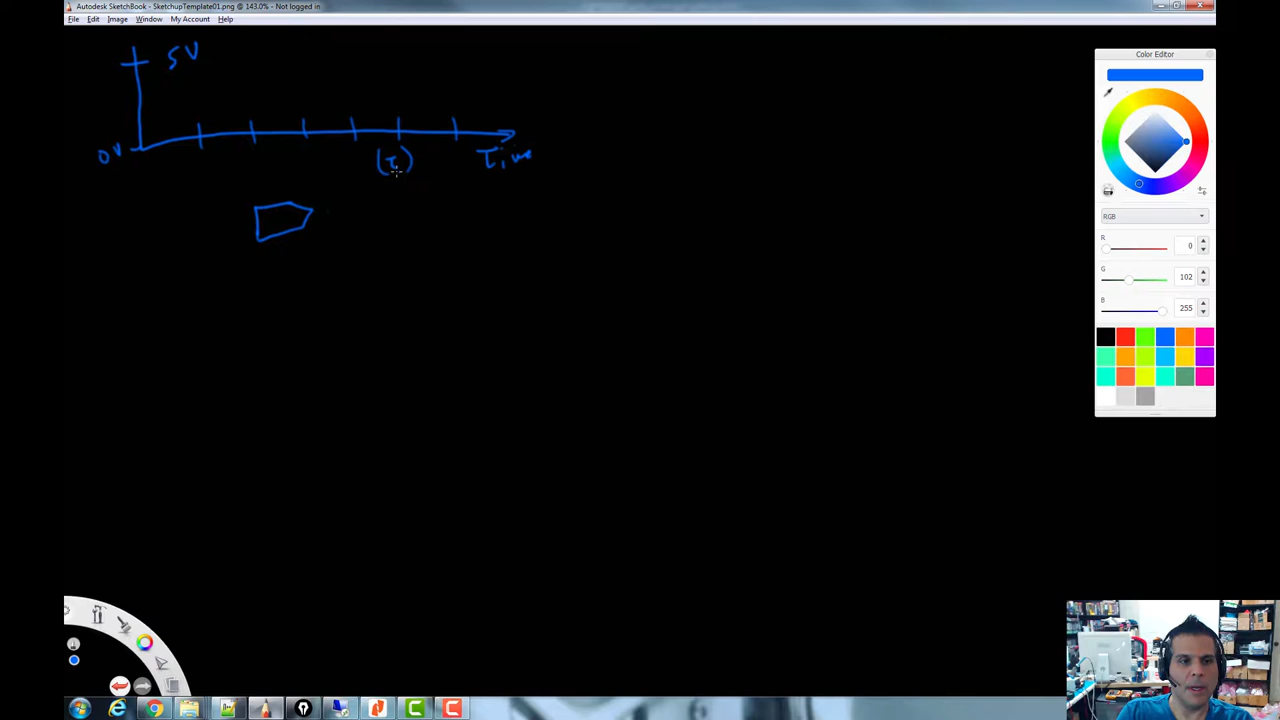 Autodesk SketchBook - SketchupTemplate01.png @ 143.0% - Not logged in
File Edit Image Window My Account Help
5V
0V
(τ) Time
Color Editor
RGB
R 0
G 102
B 255